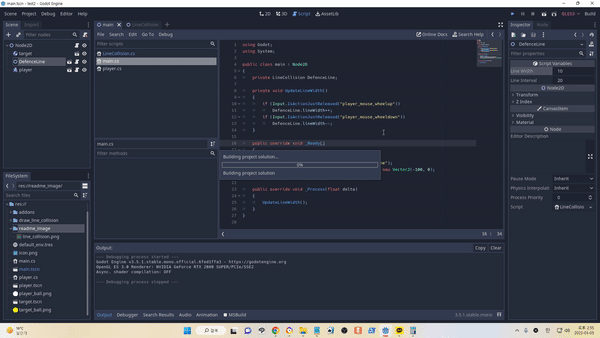 main.tscn - test2 - Godot Engine
Scene Project Debug Editor Help
2D 3D Script AssetLib
GLES3 Build
Scene Import
Filter nodes
Node2D
target
DefenceLine
player
FileSystem
res://readme_image/
Search files
res://
addons
draw_line_collision
readme_image
line_collision.png
default_env.tres
icon.png
main.cs
main.tscn
player.cs
player.tscn
player_ball.png
target.tscn
target_ball.png
main LineCollision
File Search Edit Go To Debug
Online Docs Search Help
Filter scripts
LineCollision.cs
main.cs
player.cs
main.cs
Filter methods
using Godot;
using System;
public class main : Node2D
{
private LineCollision DefenceLine;
private void UpdateLineWidth()
{
if (Input.IsActionJustReleased("player_mouse_wheelup"))
DefenceLine.LineWidth++;
if (Input.IsActionJustReleased("player_mouse_wheeldown"))
DefenceLine.LineWidth--;
}
public override void _Ready()
new Vector2(-100, 0);
public override void _Process(float delta)
{
UpdateLineWidth();
}
}
Building project solution...
0%
Building project solution
16 : 34
Output:
Copy Clear
--- Debugging process started ---
Godot Engine v3.5.1.stable.mono.official.6fed1ffa3 - https://godotengine.org
OpenGL ES 3.0 Renderer: NVIDIA GeForce RTX 2080 SUPER/PCIe/SSE2
Async. shader compilation: OFF
--- Debugging process stopped ---
Output Debugger Search Results Audio Animation MSBuild
3.5.1.stable.mono
Inspector Node
DefenceLine
Filter properties
Script Variables
Line Width 10
Line Interval 20
Node2D
Transform
Z Index
CanvasItem
Visibility
Material
Node
Editor Description
Pause Mode Inherit
Physics Interpolati Inherit
Process Priority 0
Script LineCollisio